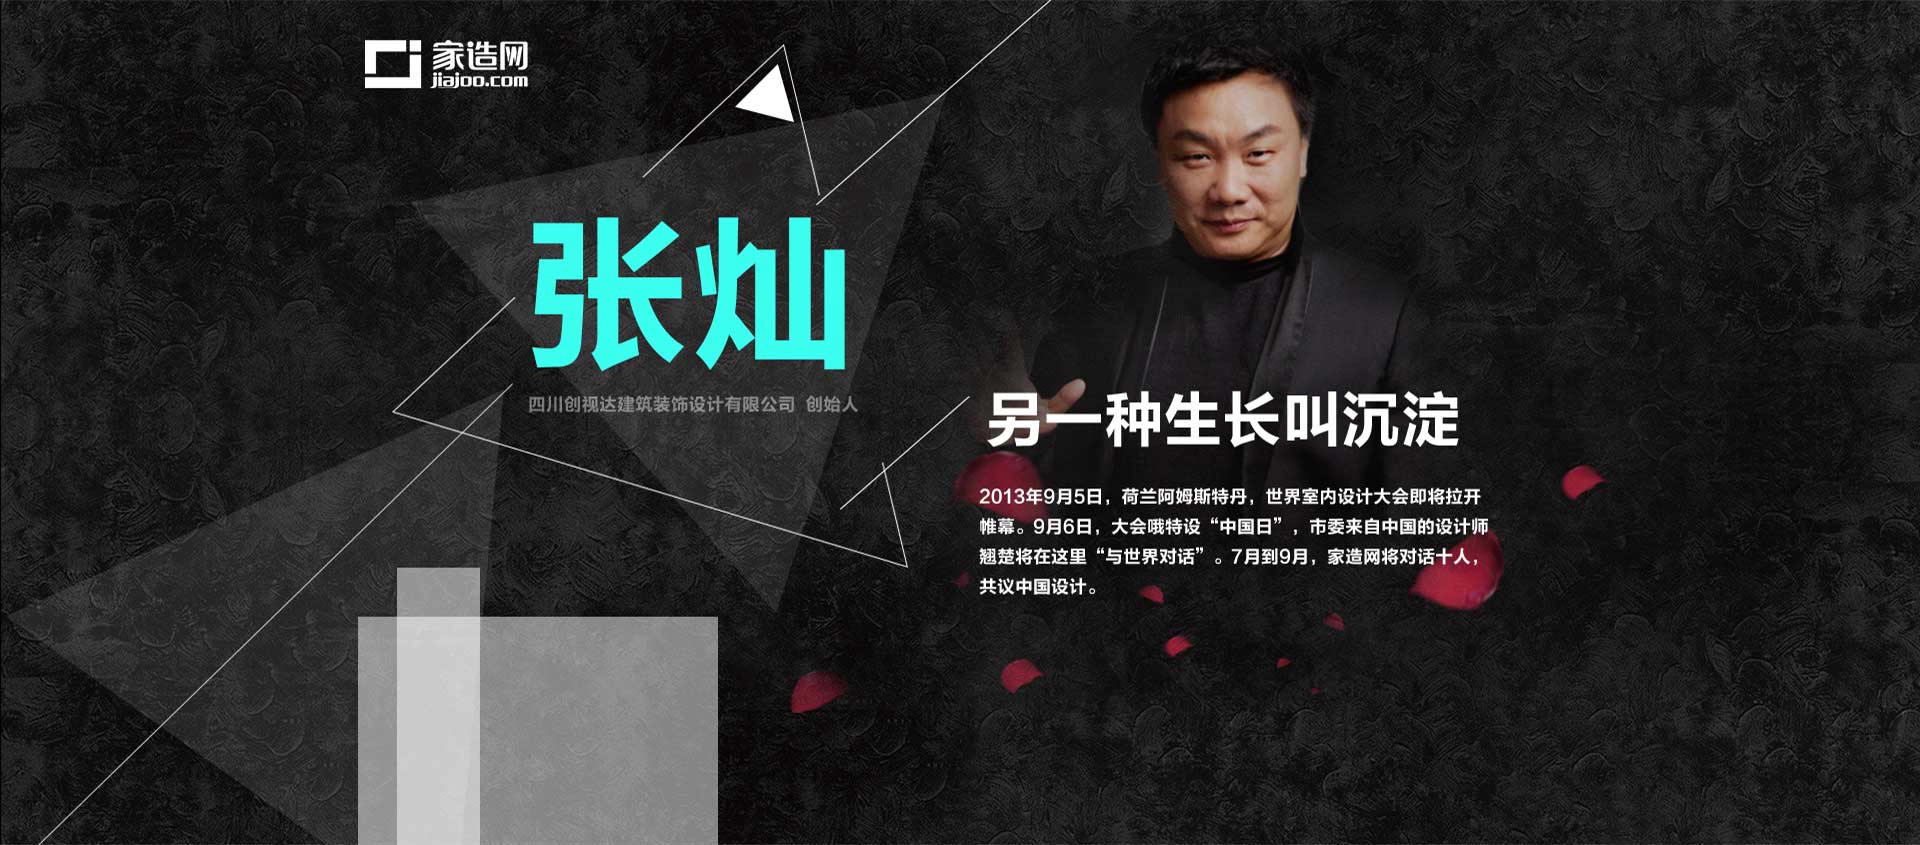 家造网
jiajoo.com
张灿
四川创视达建筑装饰设计有限公司 创始人
另一种生长叫沉淀
2013年9月5日，荷兰阿姆斯特丹，世界室内设计大会即将拉开
帷幕。9月6日，大会哦特设“中国日”，市委来自中国的设计师
翘楚将在这里“与世界对话”。7月到9月，家造网将对话十人，
共议中国设计。